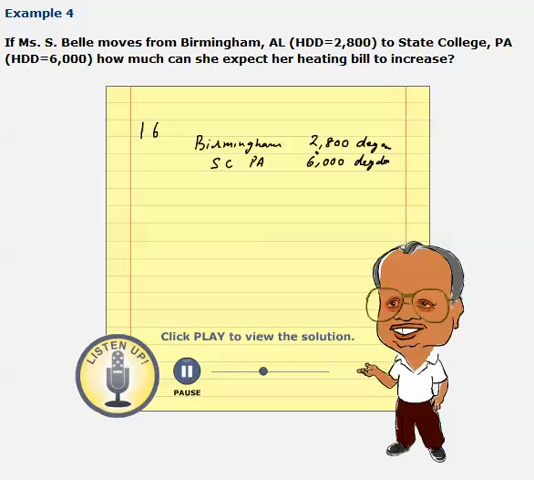 Example 4
If Ms. S. Belle moves from Birmingham, AL (HDD=2,800) to State College, PA
(HDD=6,000) how much can she expect her heating bill to increase?
16
Birmingham 2,800
SC PA 6,000
Click PLAY to view the solution.
LISTEN UP!
PAUSE